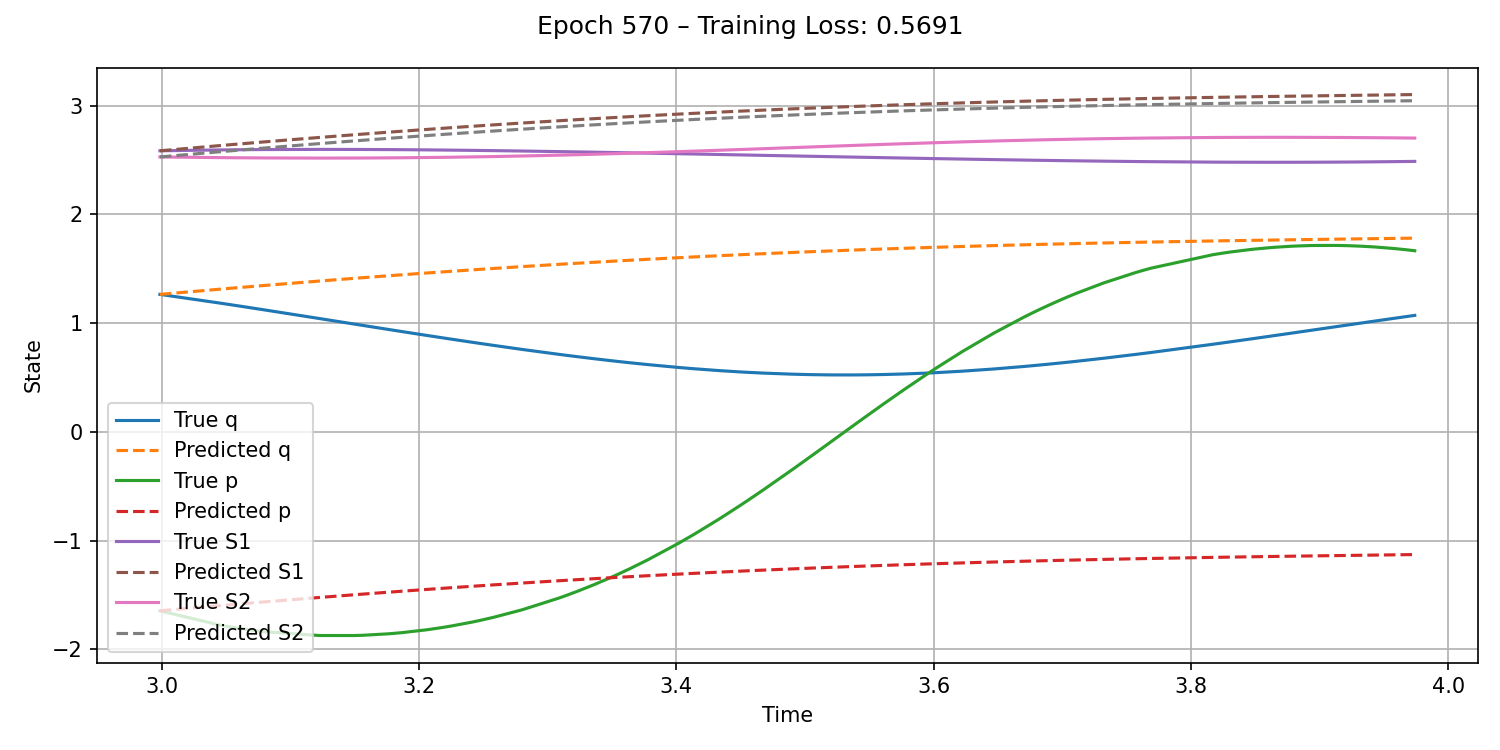 Epoch 570 – Training Loss: 0.5691
3
2
1
0
−1
−2
State
True q
Predicted q
True p
Predicted p
True S1
Predicted S1
True S2
Predicted S2
3.0 3.2 3.4 3.6 3.8 4.0
Time